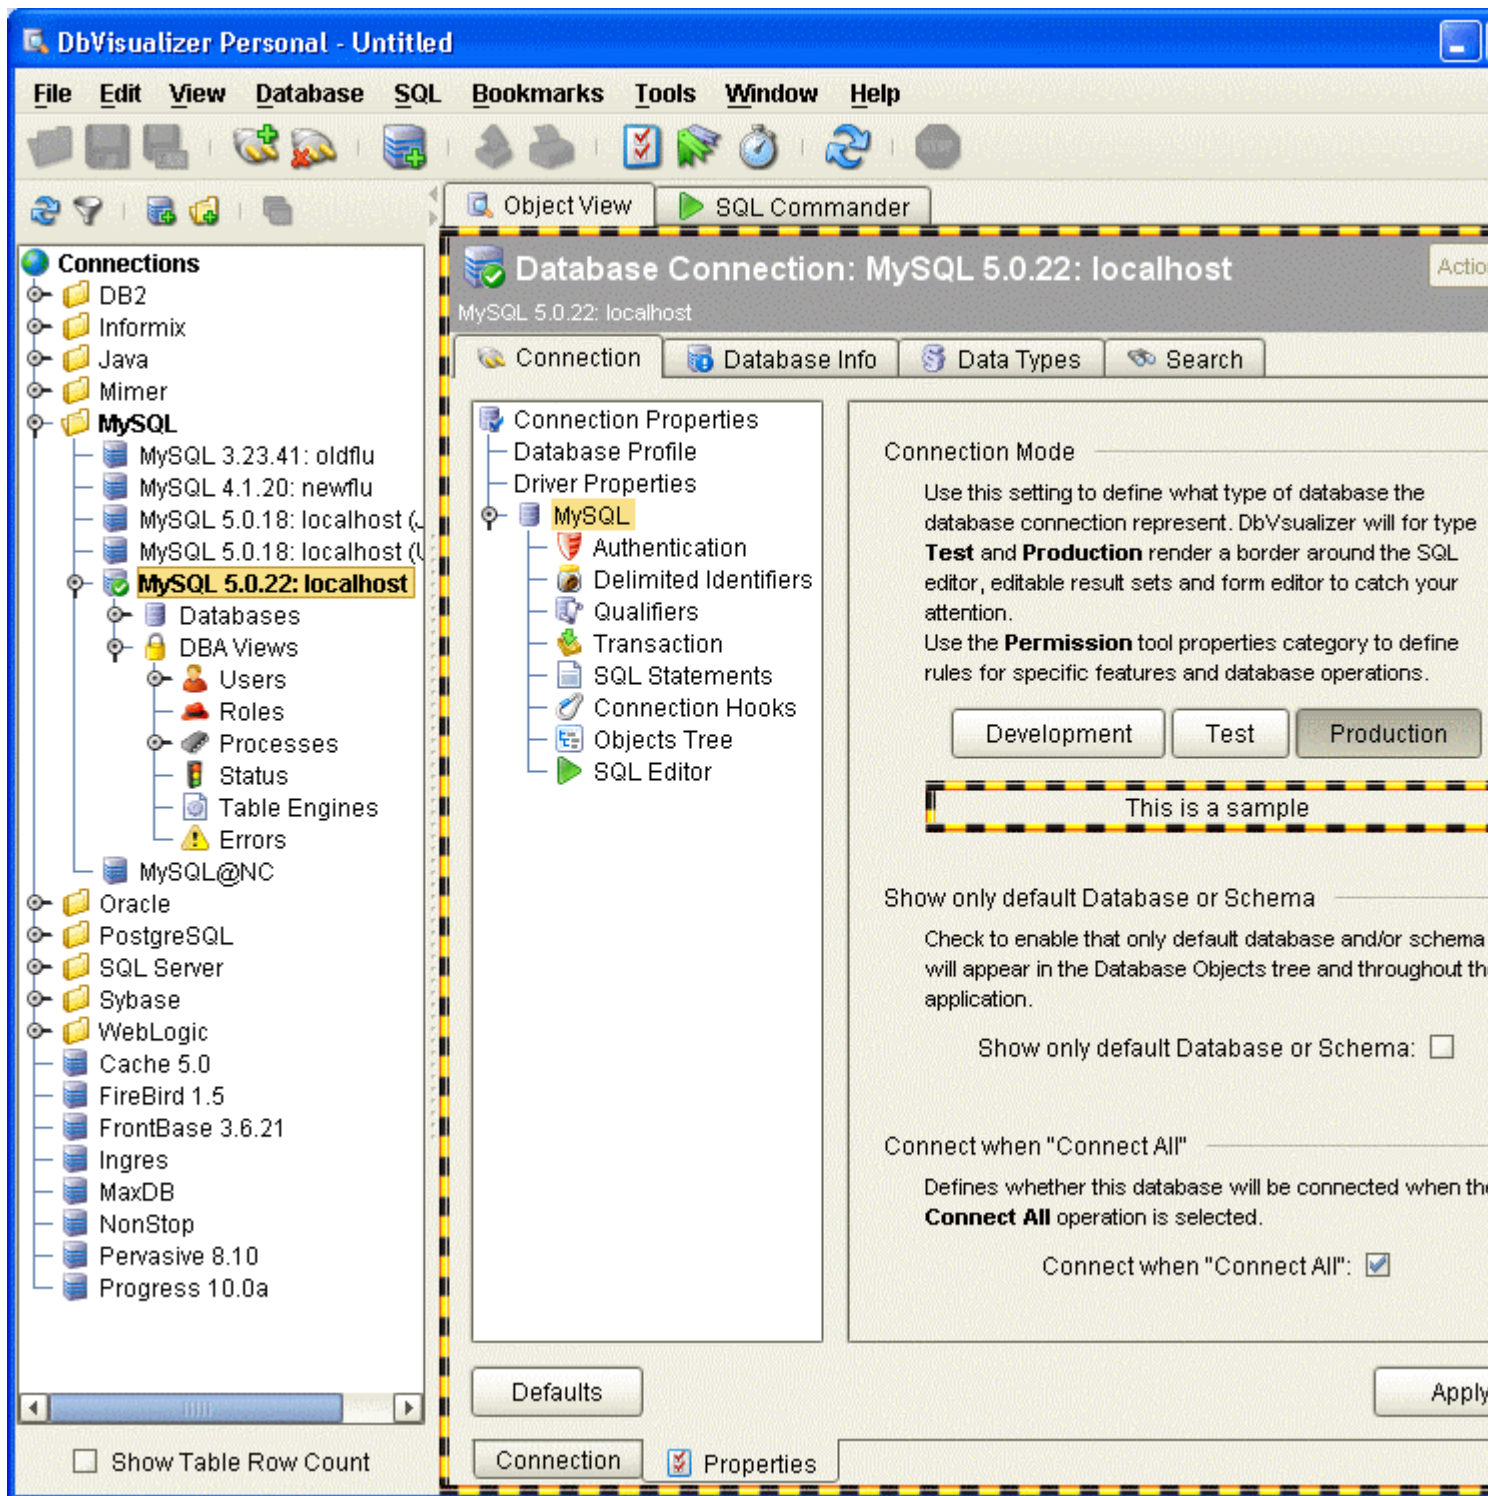 DbVisualizer Personal - Untitled
File Edit View Database SQL Bookmarks Tools Window Help
Object View SQL Commander
Connections
DB2
Informix
Java
Mimer
MySQL
MySQL 3.23.41: oldflu
MySQL 4.1.20: newflu
MySQL 5.0.18: localhost (
MySQL 5.0.18: localhost (
MySQL 5.0.22: localhost
Databases
DBA Views
Users
Roles
Processes
Status
Table Engines
Errors
MySQL@NC
Oracle
PostgreSQL
SQL Server
Sybase
WebLogic
Cache 5.0
FireBird 1.5
FrontBase 3.6.21
Ingres
MaxDB
NonStop
Pervasive 8.10
Progress 10.0a
Show Table Row Count
Database Connection: MySQL 5.0.22: localhost
Actio
MySQL 5.0.22: localhost
Connection Database Info Data Types Search
Connection Properties
Database Profile
Driver Properties
MySQL
Authentication
Delimited Identifiers
Qualifiers
Transaction
SQL Statements
Connection Hooks
Objects Tree
SQL Editor
Connection Mode
Use this setting to define what type of database the
database connection represent. DbVsualizer will for type
Test and Production render a border around the SQL
editor, editable result sets and form editor to catch your
attention.
Use the Permission tool properties category to define
rules for specific features and database operations.
Development Test Production
This is a sample
Show only default Database or Schema
Check to enable that only default database and/or schema
will appear in the Database Objects tree and throughout the
application.
Show only default Database or Schema:
Connect when "Connect All"
Defines whether this database will be connected when the
Connect All operation is selected.
Connect when "Connect All":
Defaults Apply
Connection Properties